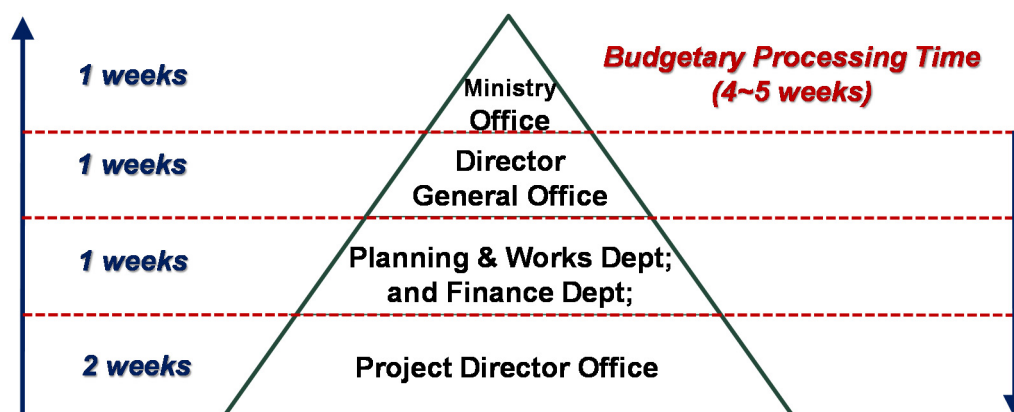 1 weeks
Ministry
Office
Budgetary Processing Time
(4~5 weeks)
1 weeks
Director
General Office
1 weeks
Planning & Works Dept;
and Finance Dept;
2 weeks
Project Director Office